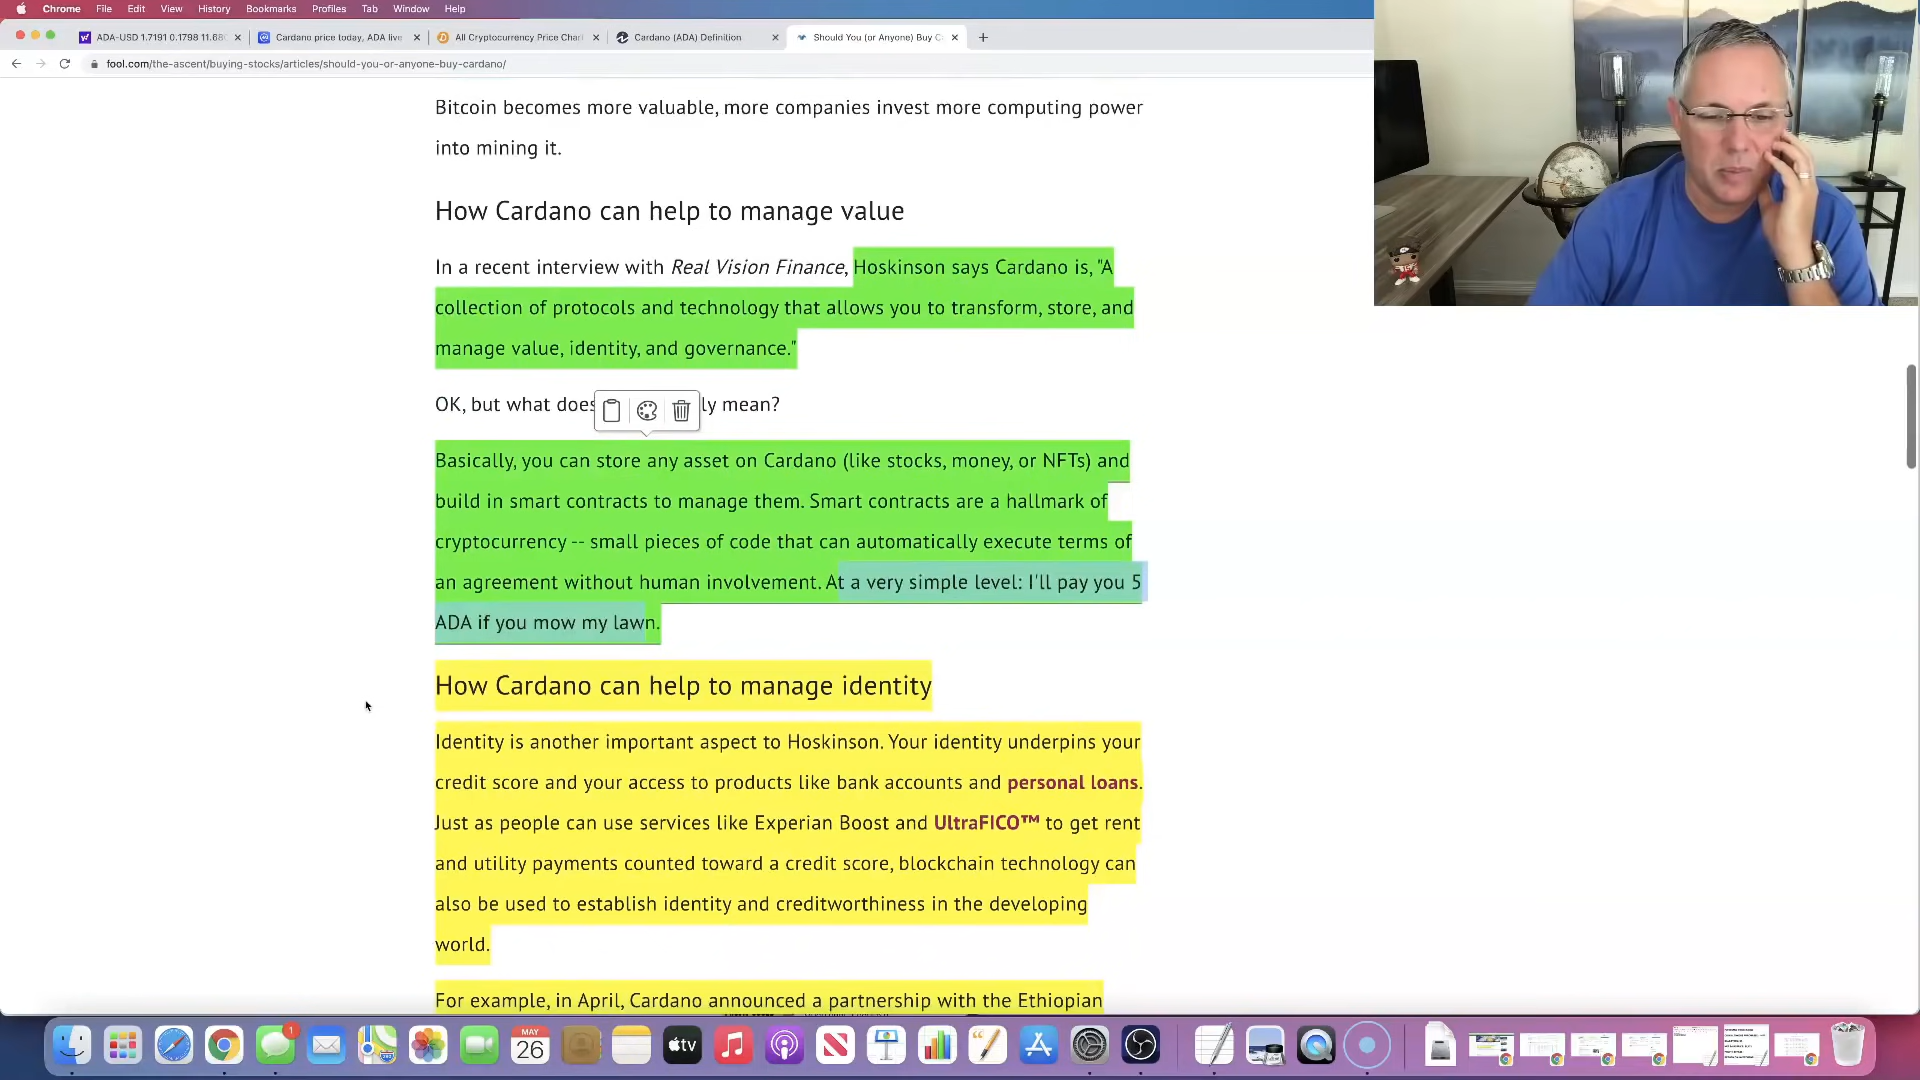 Chrome File Edit View History Bookmarks Profiles Tab Window Help
ADA-USD 1.7191 0.1798 11.68
Cardano price today, ADA live
All Cryptocurrency Price Char
Cardano (ADA) Definition
Should You (or Anyone) Buy C
fool.com/the-ascent/buying-stocks/articles/should-you-or-anyone-buy-cardano/
Bitcoin becomes more valuable, more companies invest more computing power
into mining it.
How Cardano can help to manage value
In a recent interview with Real Vision Finance, Hoskinson says Cardano is, "A
collection of protocols and technology that allows you to transform, store, and
manage value, identity, and governance."
OK, but what does ly mean?
Basically, you can store any asset on Cardano (like stocks, money, or NFTs) and
build in smart contracts to manage them. Smart contracts are a hallmark of
cryptocurrency -- small pieces of code that can automatically execute terms of
an agreement without human involvement. At a very simple level: I'll pay you 5
ADA if you mow my lawn.
How Cardano can help to manage identity
Identity is another important aspect to Hoskinson. Your identity underpins your
credit score and your access to products like bank accounts and personal loans.
Just as people can use services like Experian Boost and UltraFICO™ to get rent
and utility payments counted toward a credit score, blockchain technology can
also be used to establish identity and creditworthiness in the developing
world.
For example, in April, Cardano announced a partnership with the Ethiopian
1
MAY
26
tv